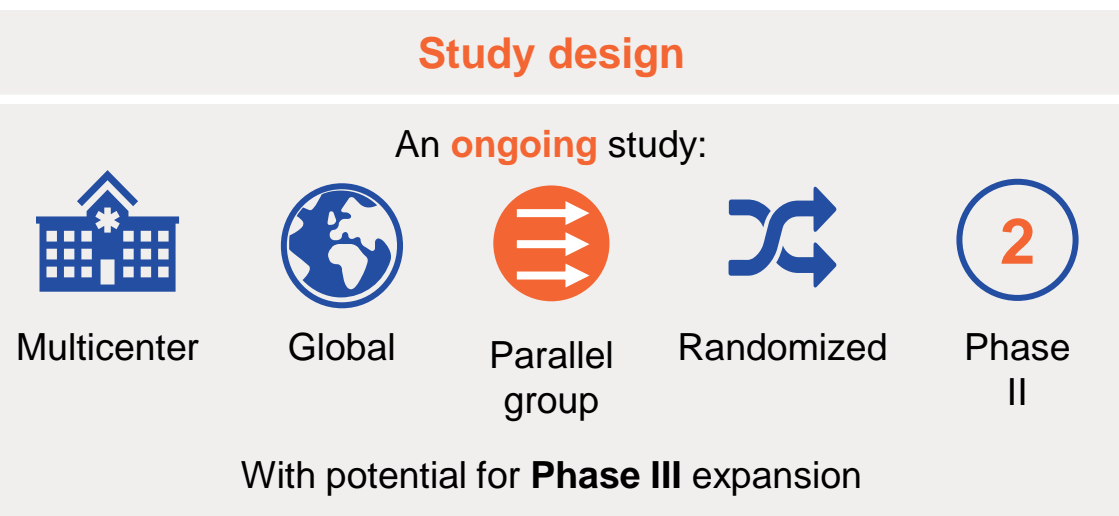 Study design
An ongoing study:
2
Multicenter
Global
Parallel
group
Randomized
Phase
II
With potential for Phase III expansion